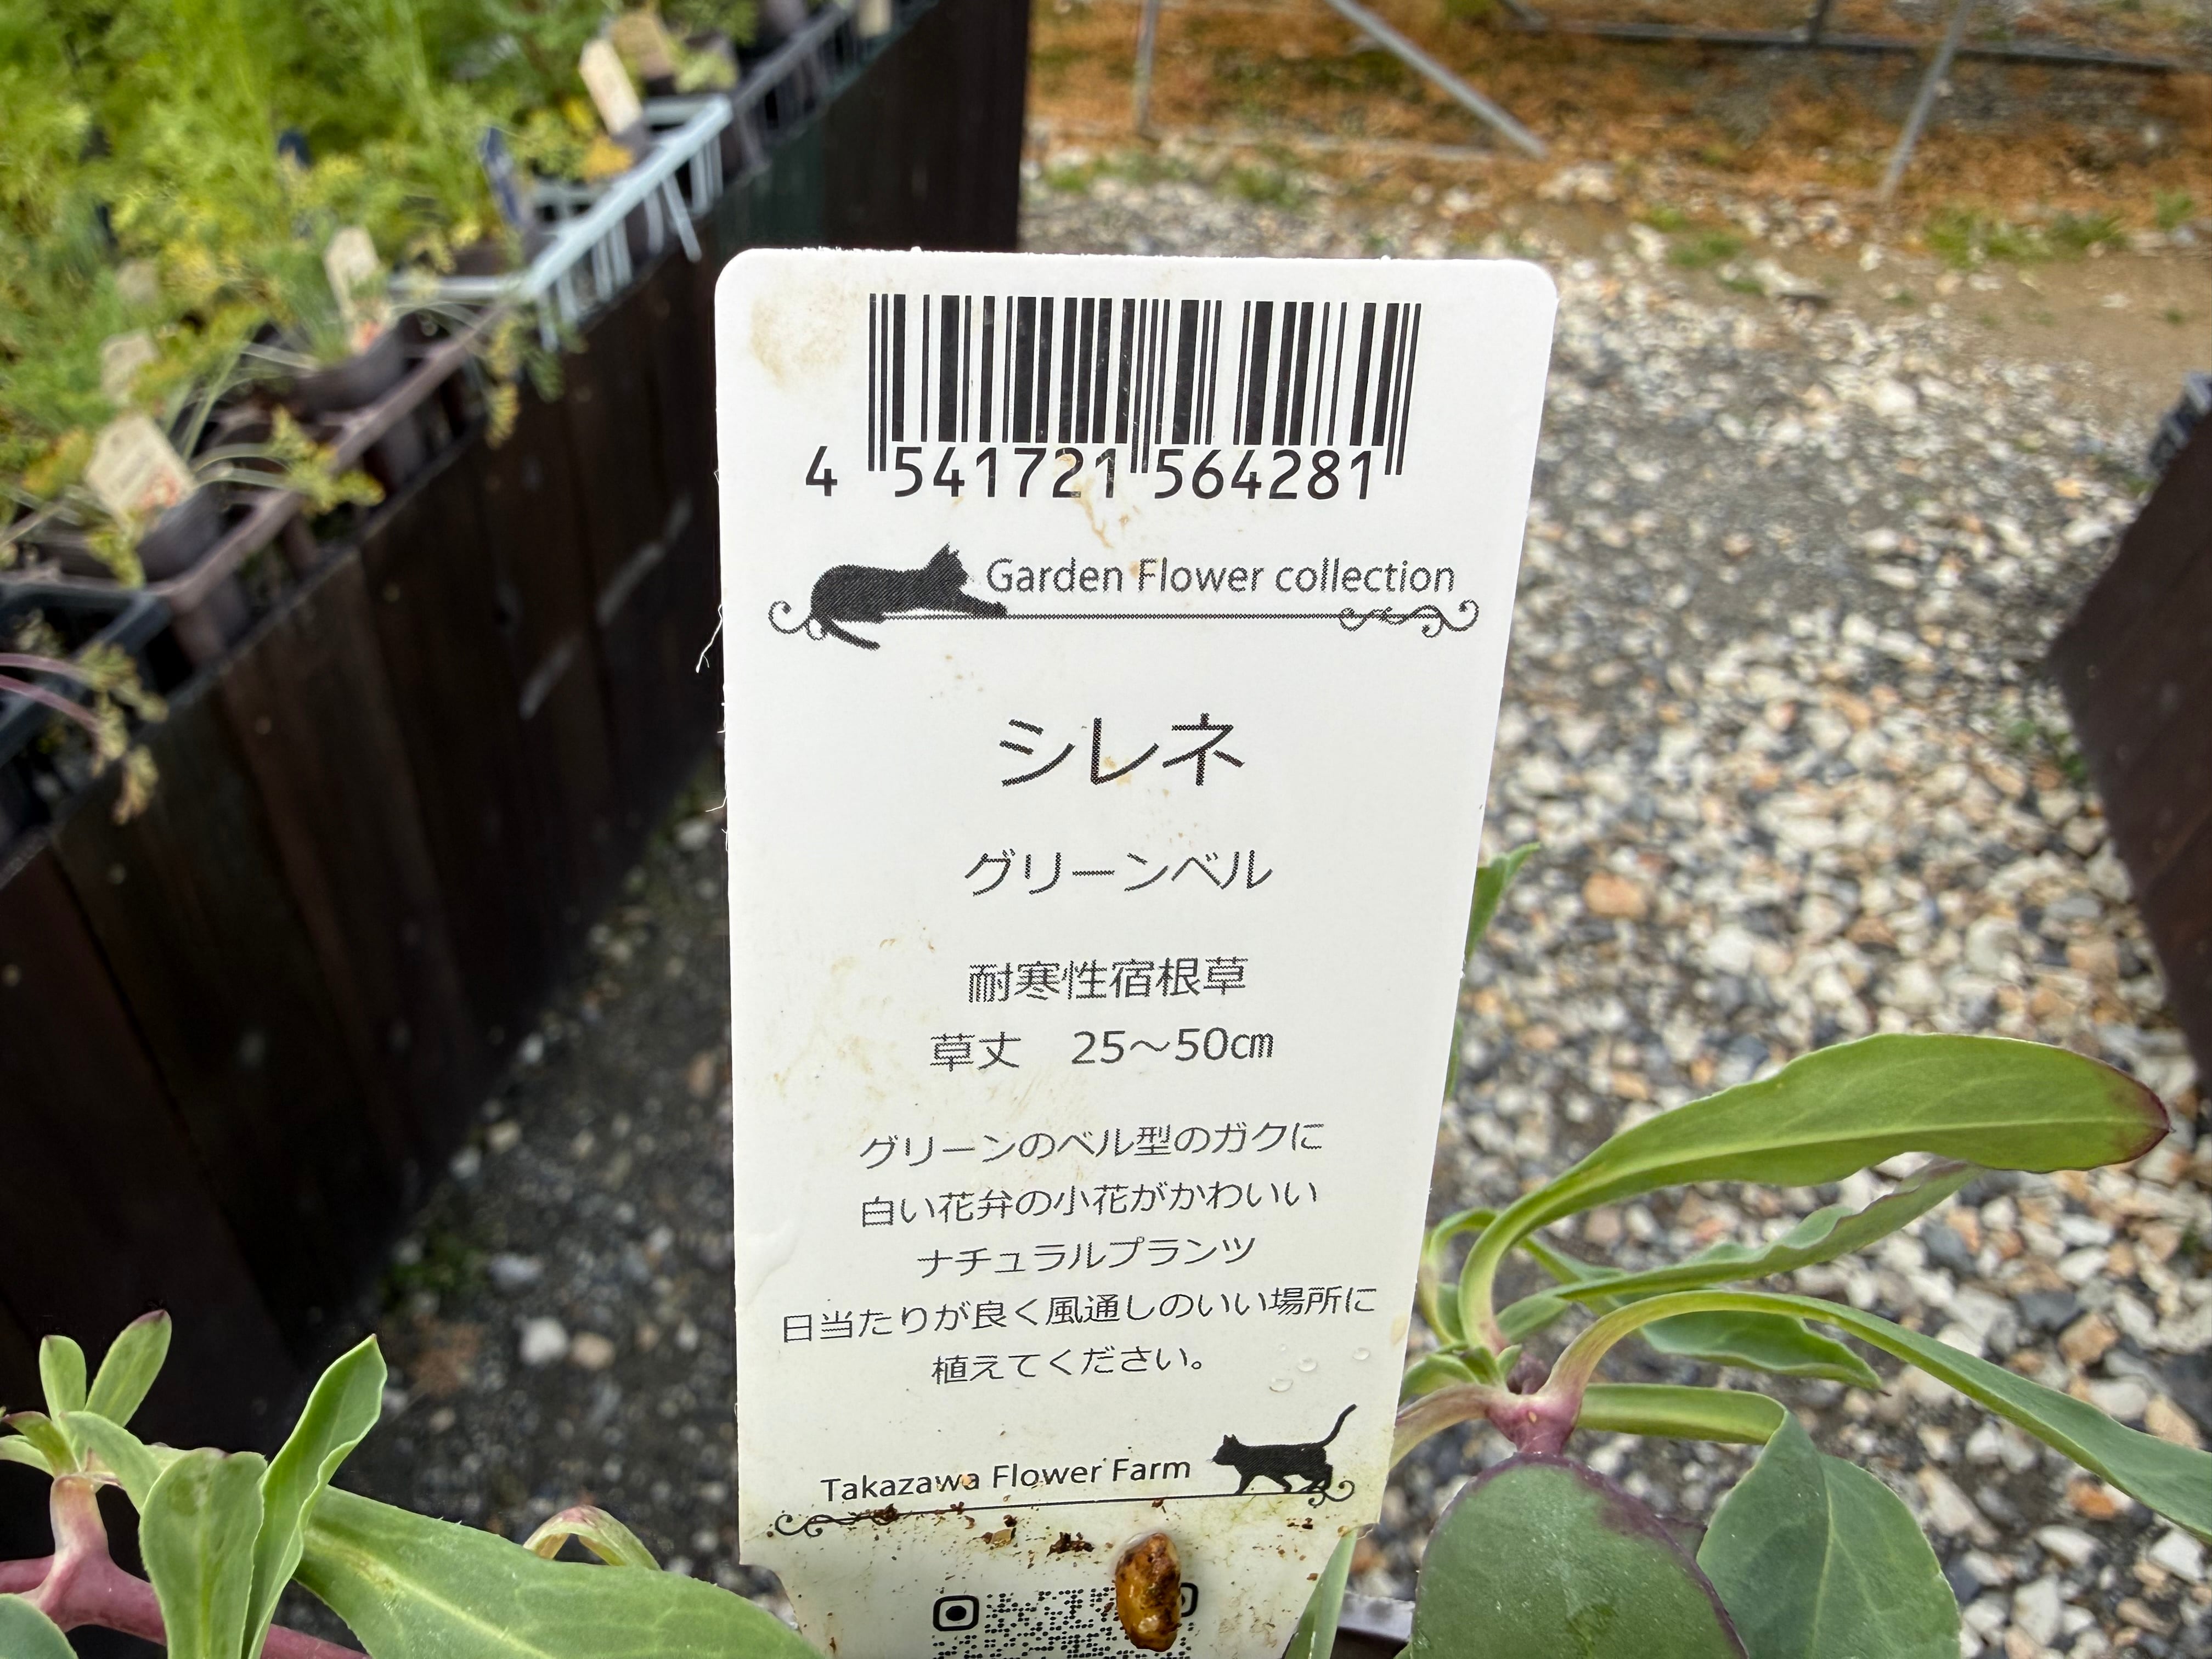 4 541721 564281
Garden Flower collection
シレネ
グリーンベル
耐寒性宿根草
草丈　25～50㎝
グリーンのベル型のガクに
白い花弁の小花がかわいい
ナチュラルプランツ
日当たりが良く風通しのいい場所に
植えてください。
Takazawa Flower Farm